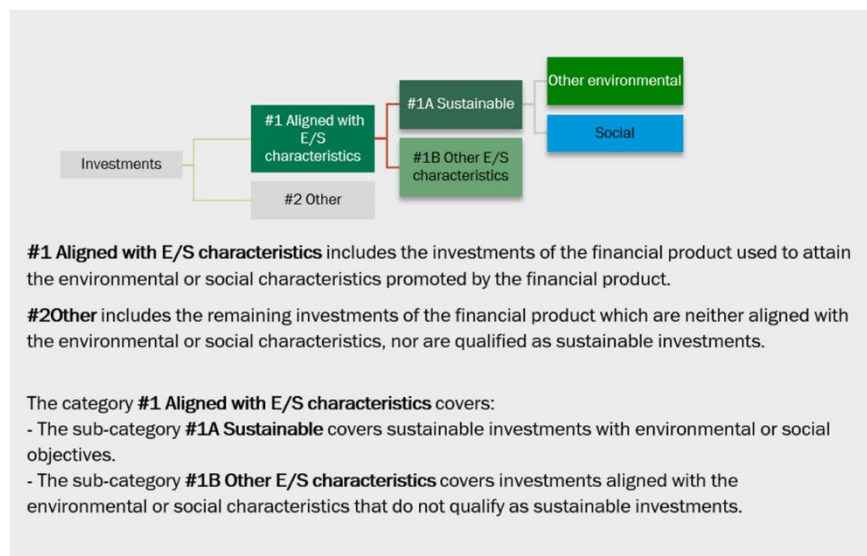 Other environmental
#1A Sustainable
#1 Aligned with
E/S
characteristics
Social
#1B Other E/S
characteristics
Investments
#2 Other
#1 Aligned with E/S characteristics includes the investments of the financial product used to attain
the environmental or social characteristics promoted by the financial product.
#2Other includes the remaining investments of the financial product which are neither aligned with
the environmental or social characteristics, nor are qualified as sustainable investments.
The category #1 Aligned with E/S characteristics covers:
- The sub-category #1A Sustainable covers sustainable investments with environmental or social
objectives.
- The sub-category #1B Other E/S characteristics covers investments aligned with the
environmental or social characteristics that do not qualify as sustainable investments.